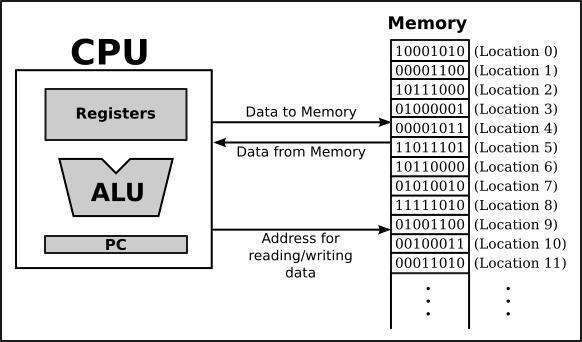 CPU
Registers
ALU
PC
Data to Memory
Data from Memory
Address for
reading/writing
data
Memory
10001010 (Location 0)
00001100 (Location 1)
10111000 (Location 2)
01000001 (Location 3)
00001011 (Location 4)
11011101 (Location 5)
10110000 (Location 6)
01010010 (Location 7)
11111010 (Location 8)
01001100 (Location 9)
00100011 (Location 10)
00011010 (Location 11)